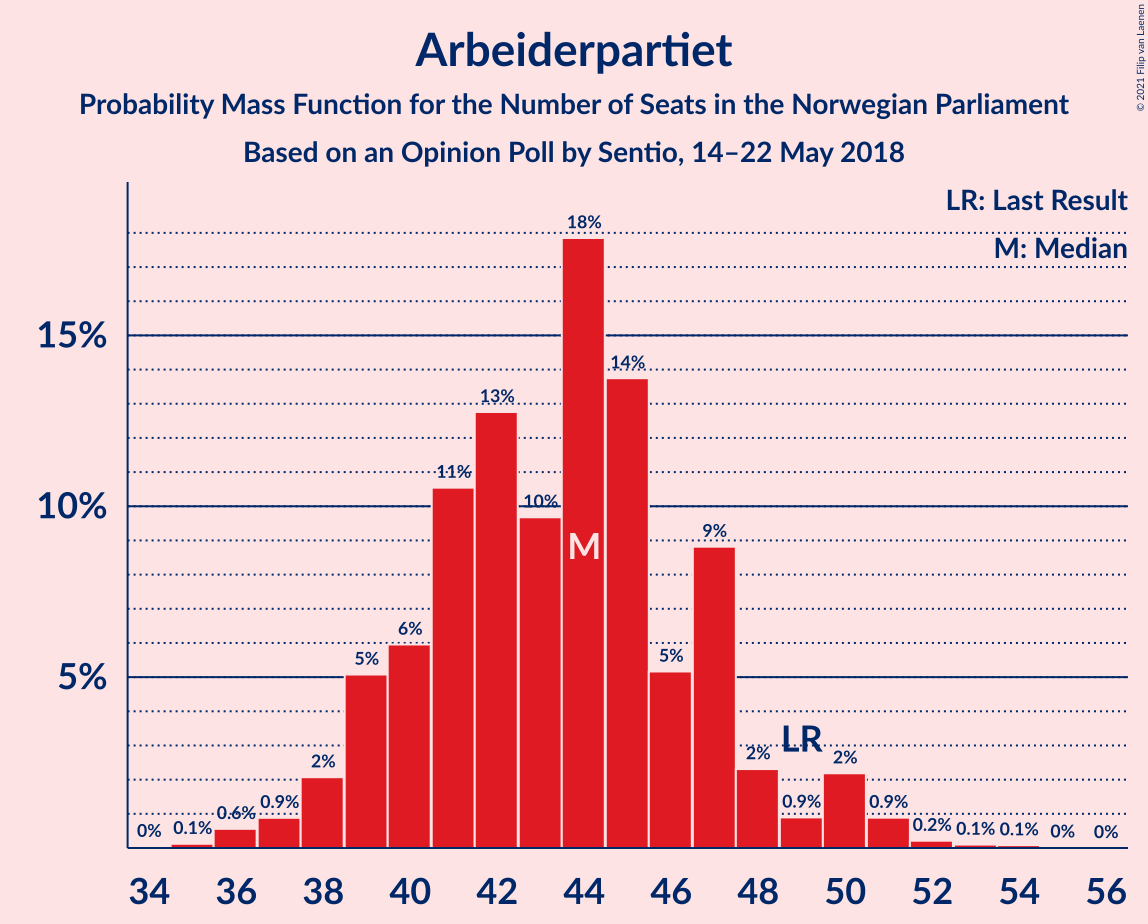 Arbeiderpartiet
Probability Mass Function for the Number of Seats in the Norwegian Parliament
Based on an Opinion Poll by Sentio, 14–22 May 2018
© 2021 Filip van Laenen
LR: Last Result
M: Median
15%
10%
5%
0%
0.1%
0.6%
0.9%
2%
5%
6%
11%
13%
10%
18%
14%
5%
9%
2%
0.9%
2%
0.9%
0.2%
0.1%
0.1%
0%
0%
M
LR
34 36 38 40 42 44 46 48 50 52 54 56